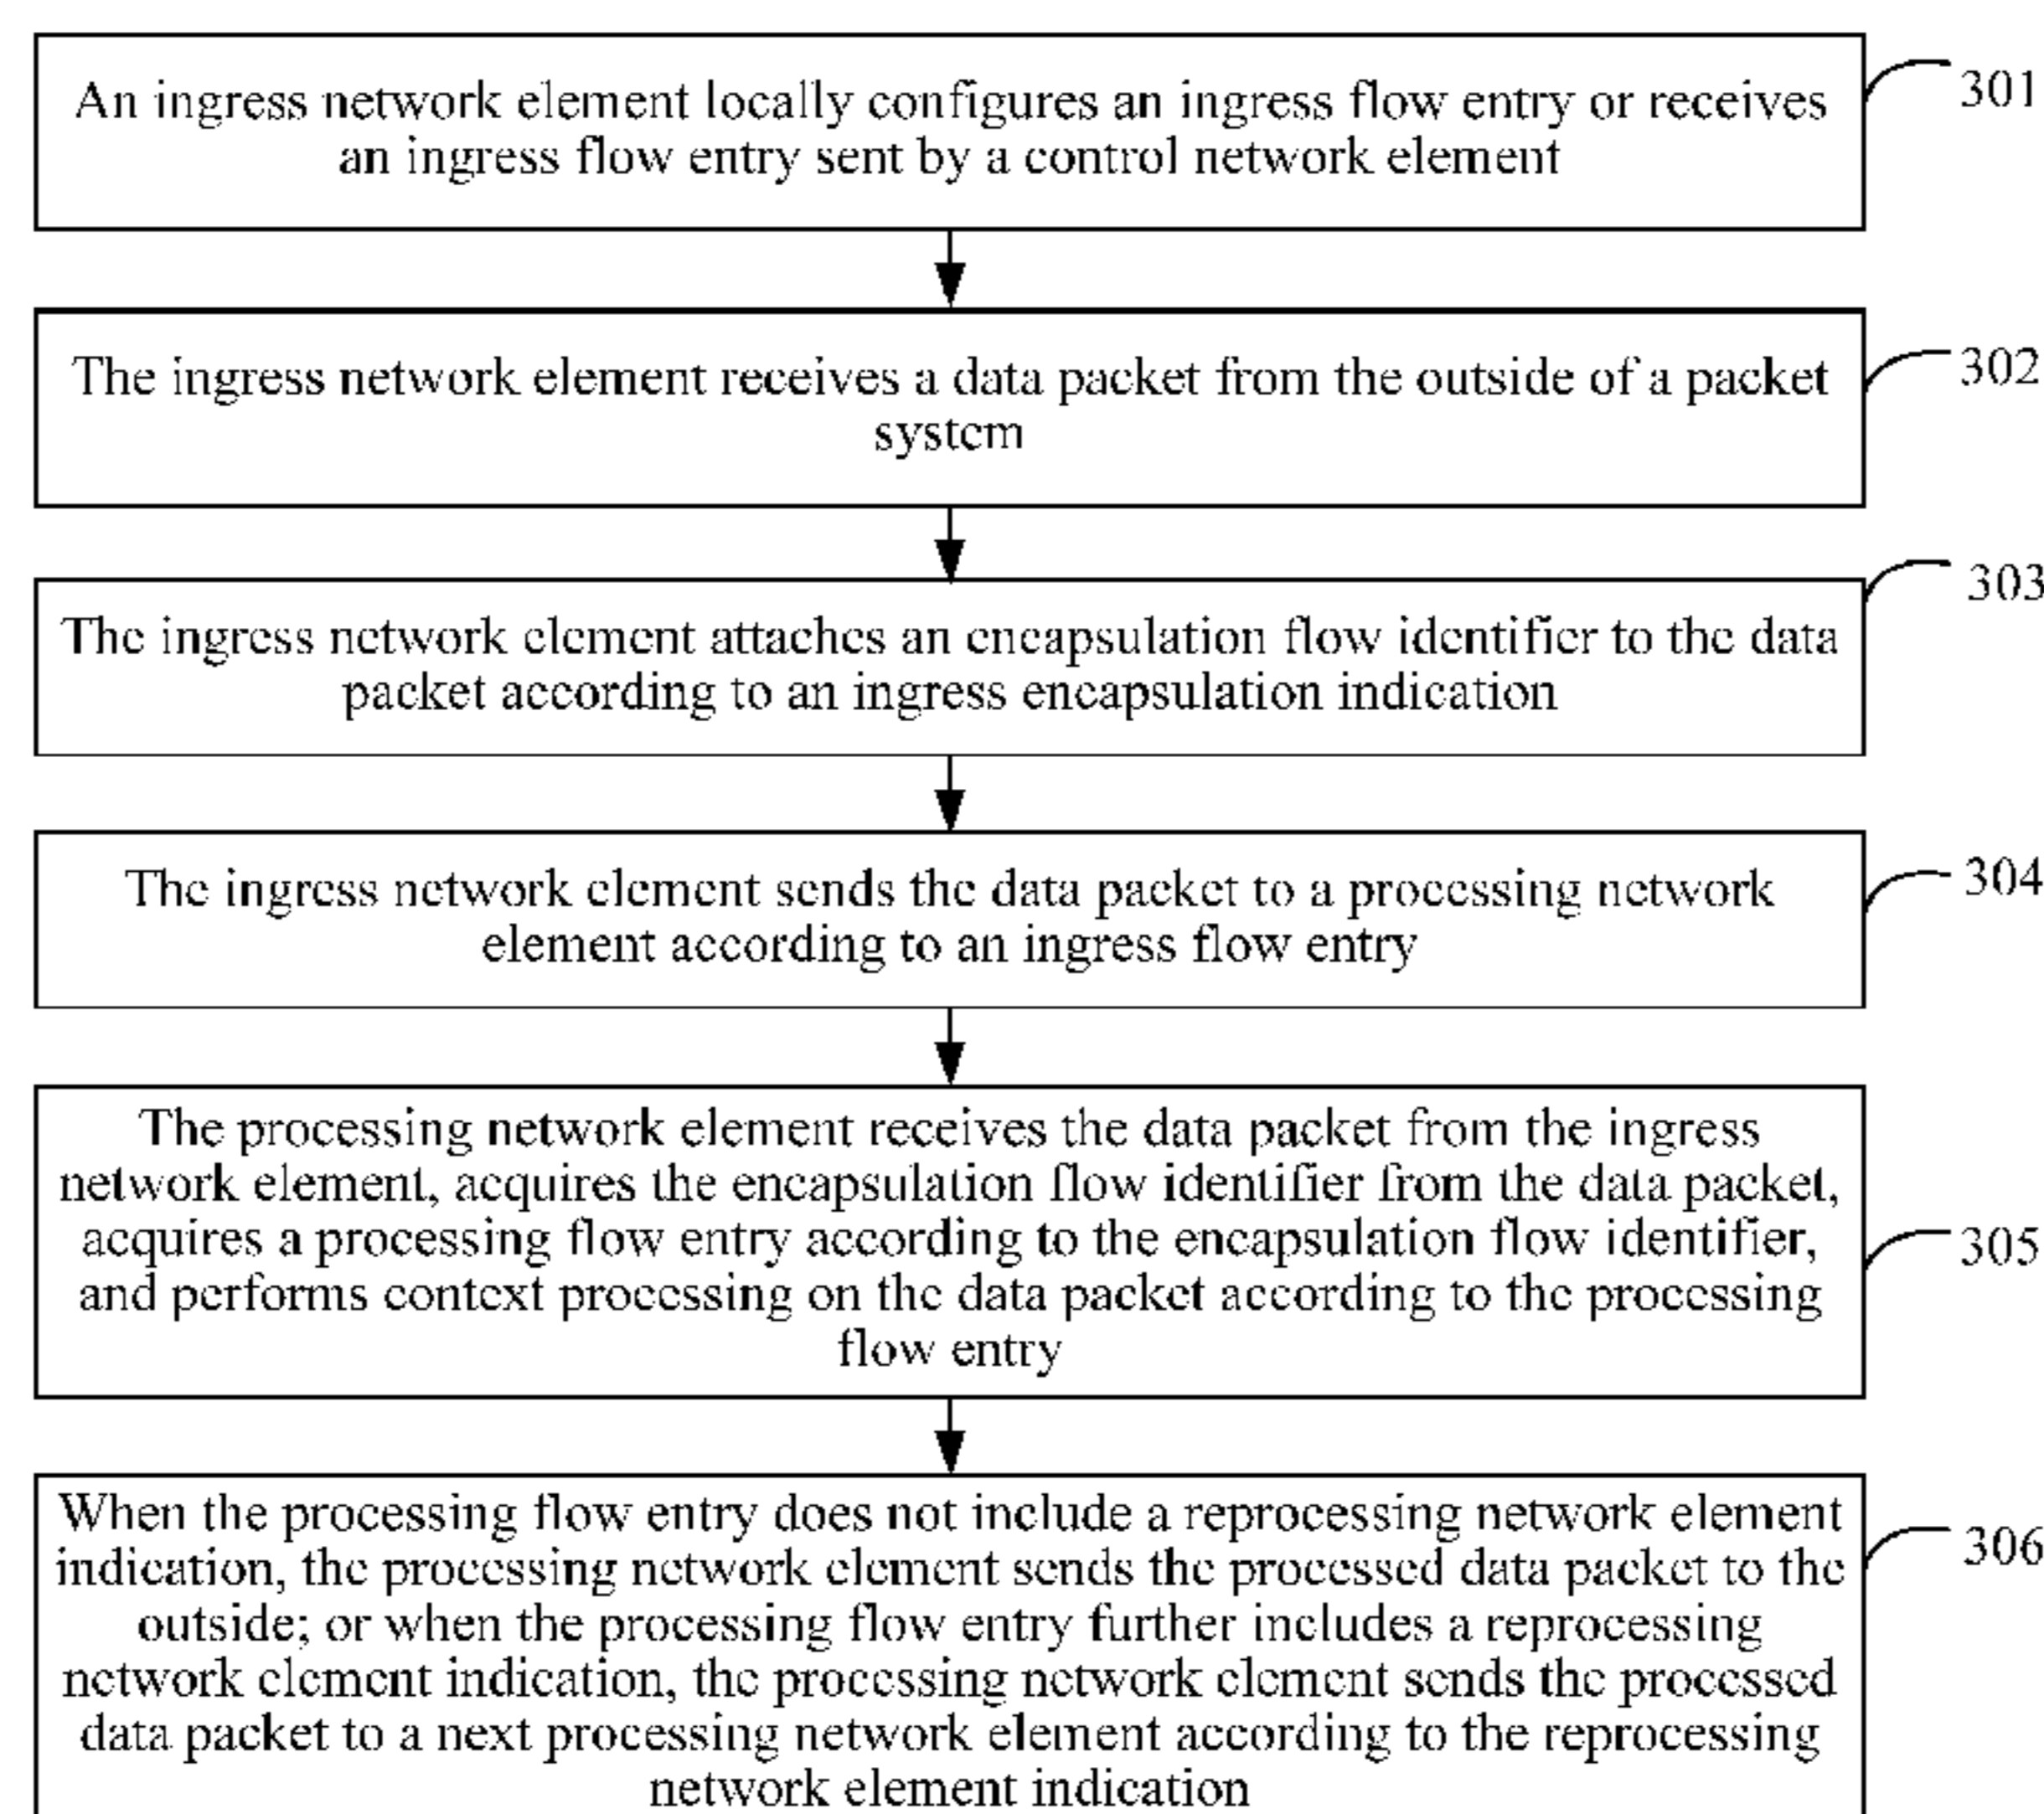 An ingress network element locally configures an ingress flow entry or receives
an ingress flow entry sent by a control network element
301
The ingress network element receives a data packet from the outside of a packet
system
302
The ingress network element attaches an encapsulation flow identifier to the data
packet according to an ingress encapsulation indication
303
The ingress network element sends the data packet to a processing network
element according to an ingress flow entry
304
The processing network element receives the data packet from the ingress
network element, acquires the encapsulation flow identifier from the data packet,
acquires a processing flow entry according to the encapsulation flow identifier,
and performs context processing on the data packet according to the processing
flow entry
305
When the processing flow entry does not include a reprocessing network element
indication, the processing network element sends the processed data packet to the
outside; or when the processing flow entry further includes a reprocessing
network element indication, the processing network element sends the processed
data packet to a next processing network element according to the reprocessing
network element indication
306